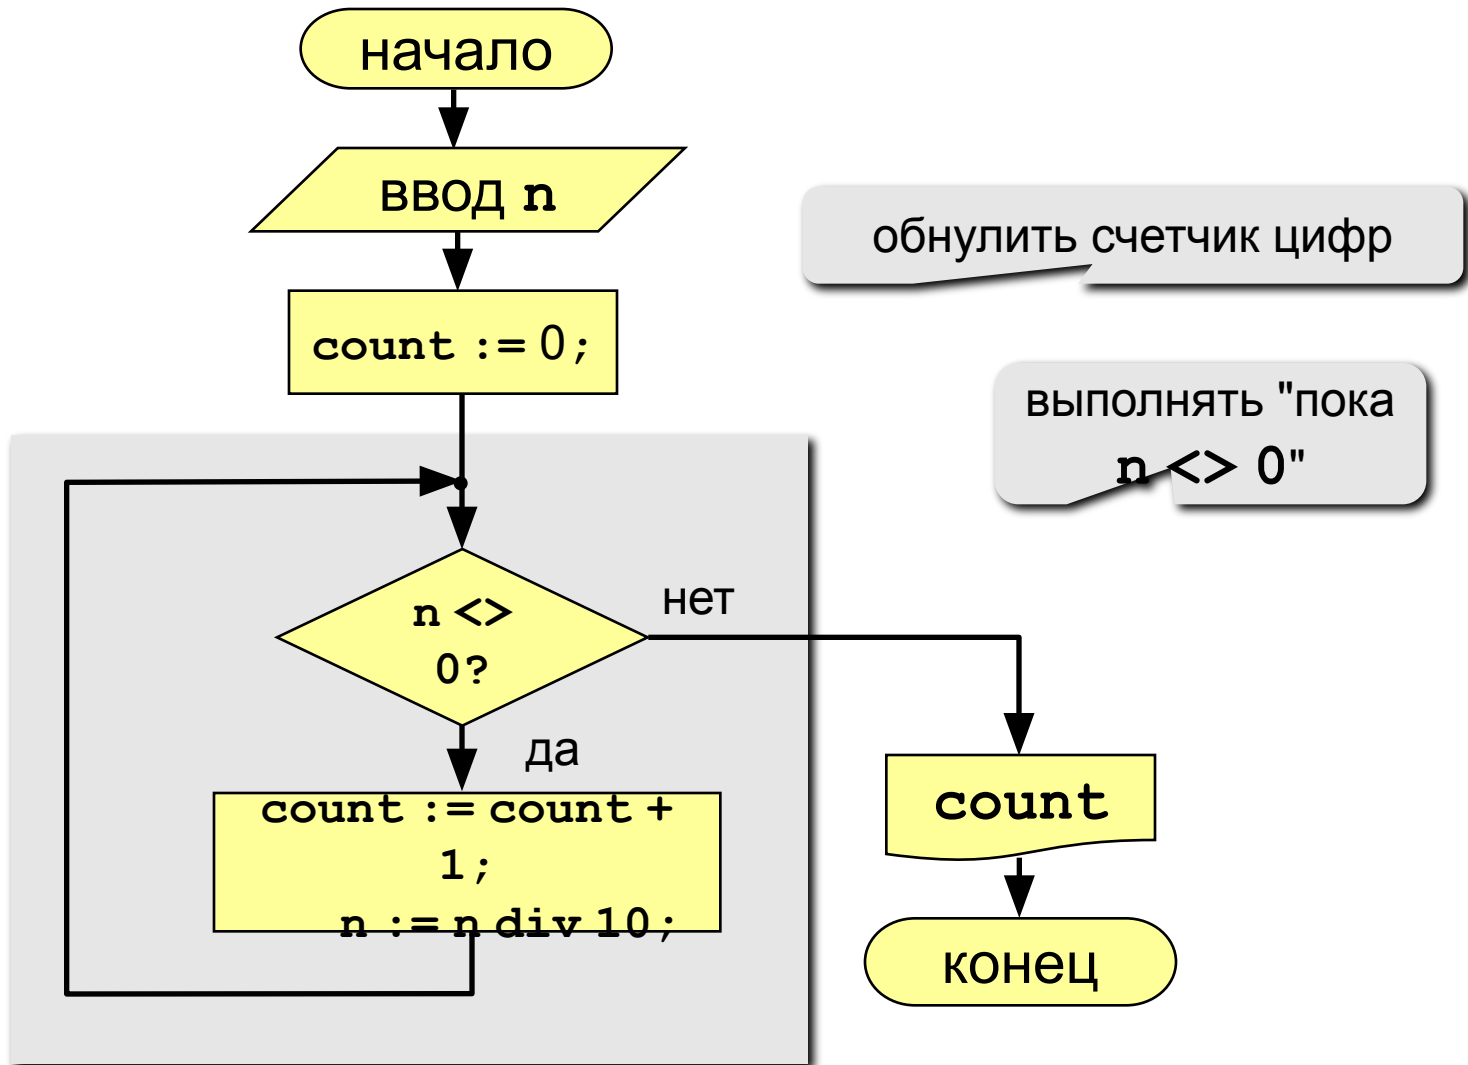 начало
ввод n
обнулить счетчик цифр
count := 0;
выполнять "пока
n <> 0"
n <>
0?
нет
да
count := count +
1;
n := n div 10;
count
конец